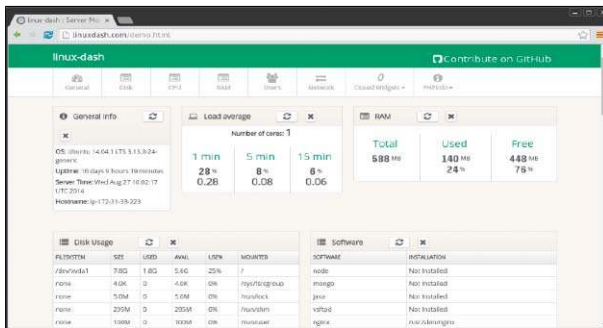 linux-dash : Server Mo
linuxdash.com/demo.html
linux-dash
Contribute on GitHub
General
Disk
CPU
RAM
Users
Network
Closed Widgets
PHP Info
General Info
OS: Ubuntu 14.04.1 LTS 3.13.0-24-generic
Uptime: 16 days 9 hours 19 minutes
Server Time: Wed Aug 27 16:02:17 UTC 2014
Hostname: ip-172-31-33-223
Load average
Number of cores: 1
1 min
5 min
15 min
28 %
8 %
6 %
0.28
0.08
0.06
RAM
Total
Used
Free
588 MB
140 MB
448 MB
24 %
76 %
Disk Usage
FILESYSTEM SIZE USED AVAIL USE% MOUNTED
/dev/xvda1 7.8G 1.8G 5.6G 25% /
none 4.0K 0 4.0K 0% /sys/fs/cgroup
none 5.0M 0 5.0M 0% /run/lock
none 295M 0 295M 0% /run/shm
none 100M 0 100M 0% /run/user
Software
SOFTWARE INSTALLATION
node Not Installed
mongo Not Installed
java Not Installed
vsftpd Not Installed
nginx /usr/sbin/nginx